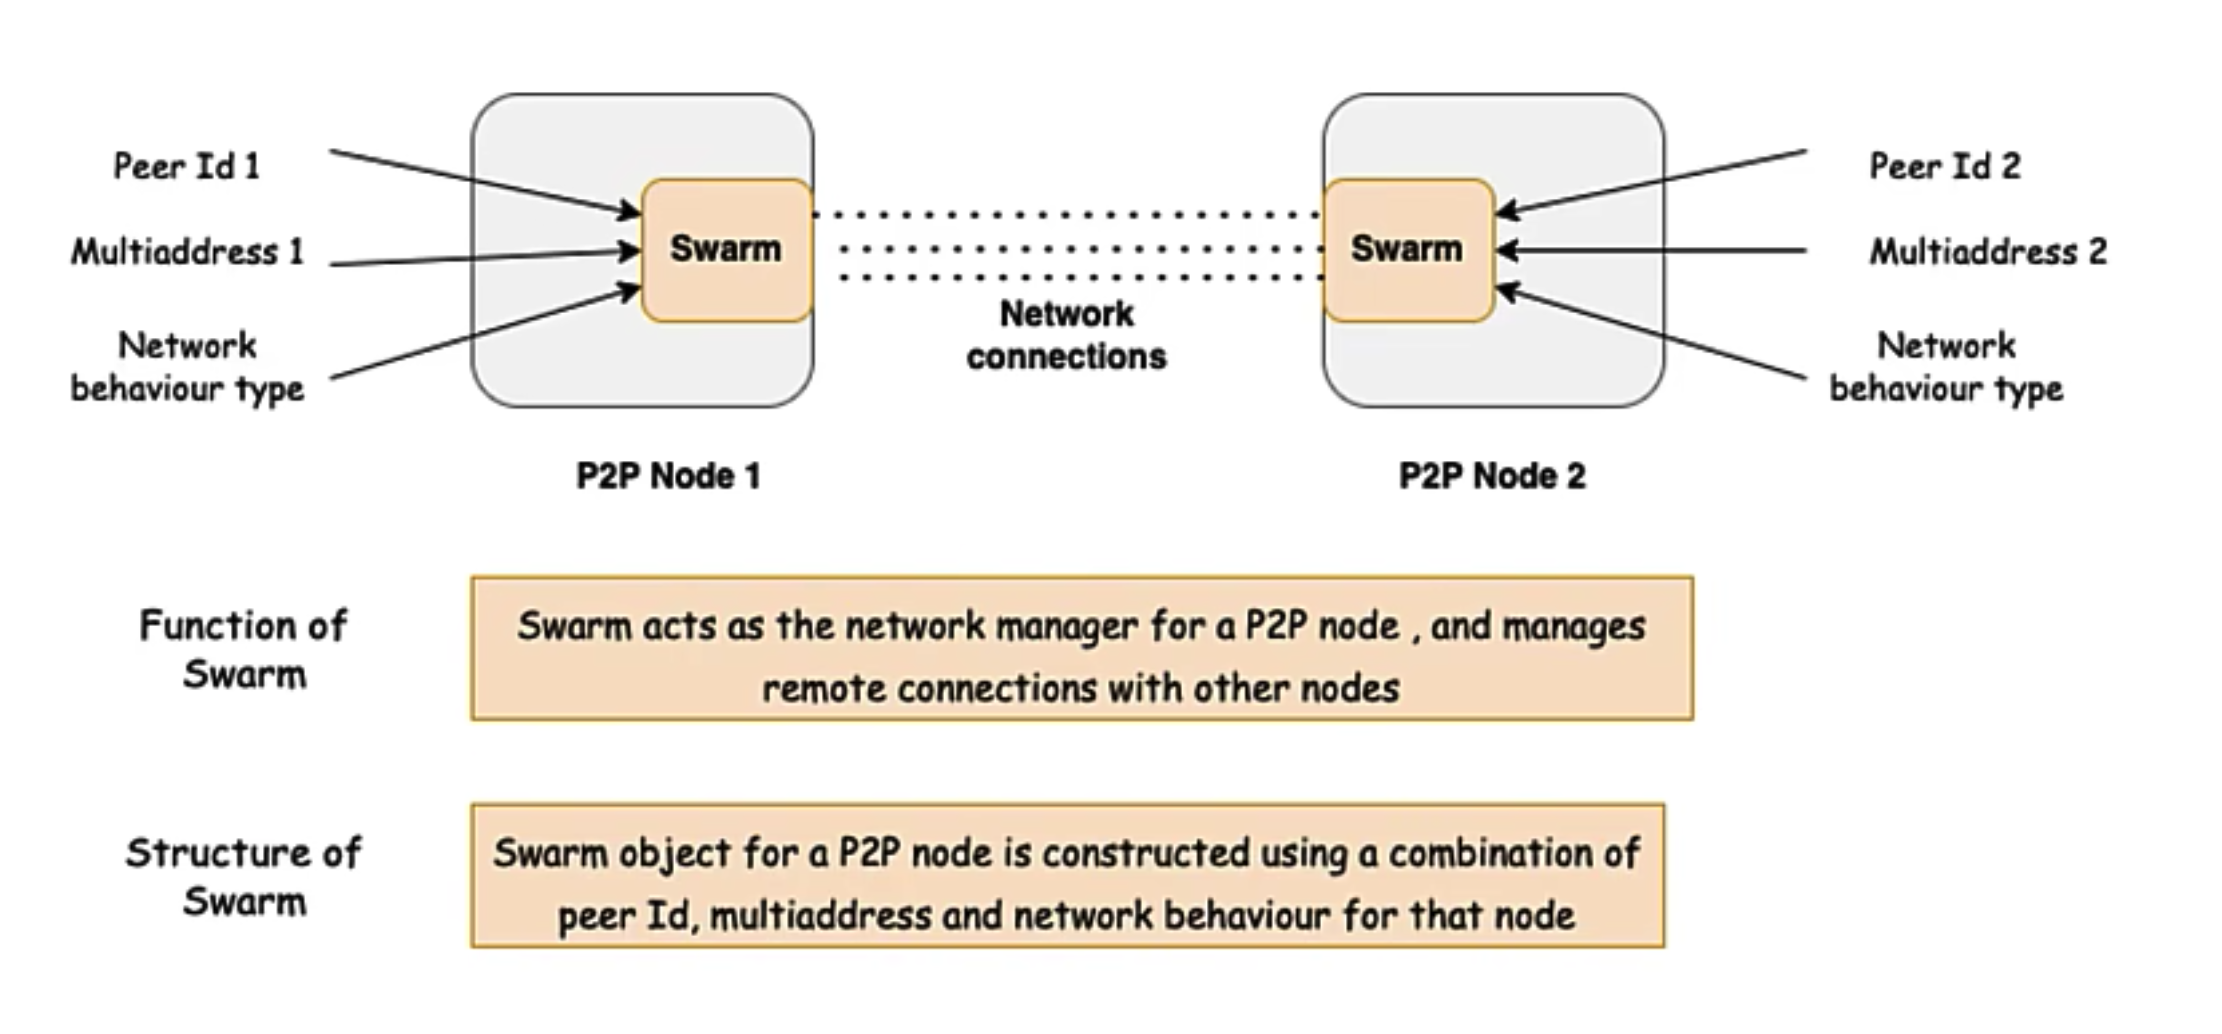 Peer Id 1
Multiaddress 1
Network
behaviour type
Swarm
Network
connections
Swarm
Peer Id 2
Multiaddress 2
Network
behaviour type
P2P Node 1
P2P Node 2
Function of
Swarm
Swarm acts as the network manager for a P2P node , and manages
remote connections with other nodes
Structure of
Swarm
Swarm object for a P2P node is constructed using a combination of
peer Id, multiaddress and network behaviour for that node